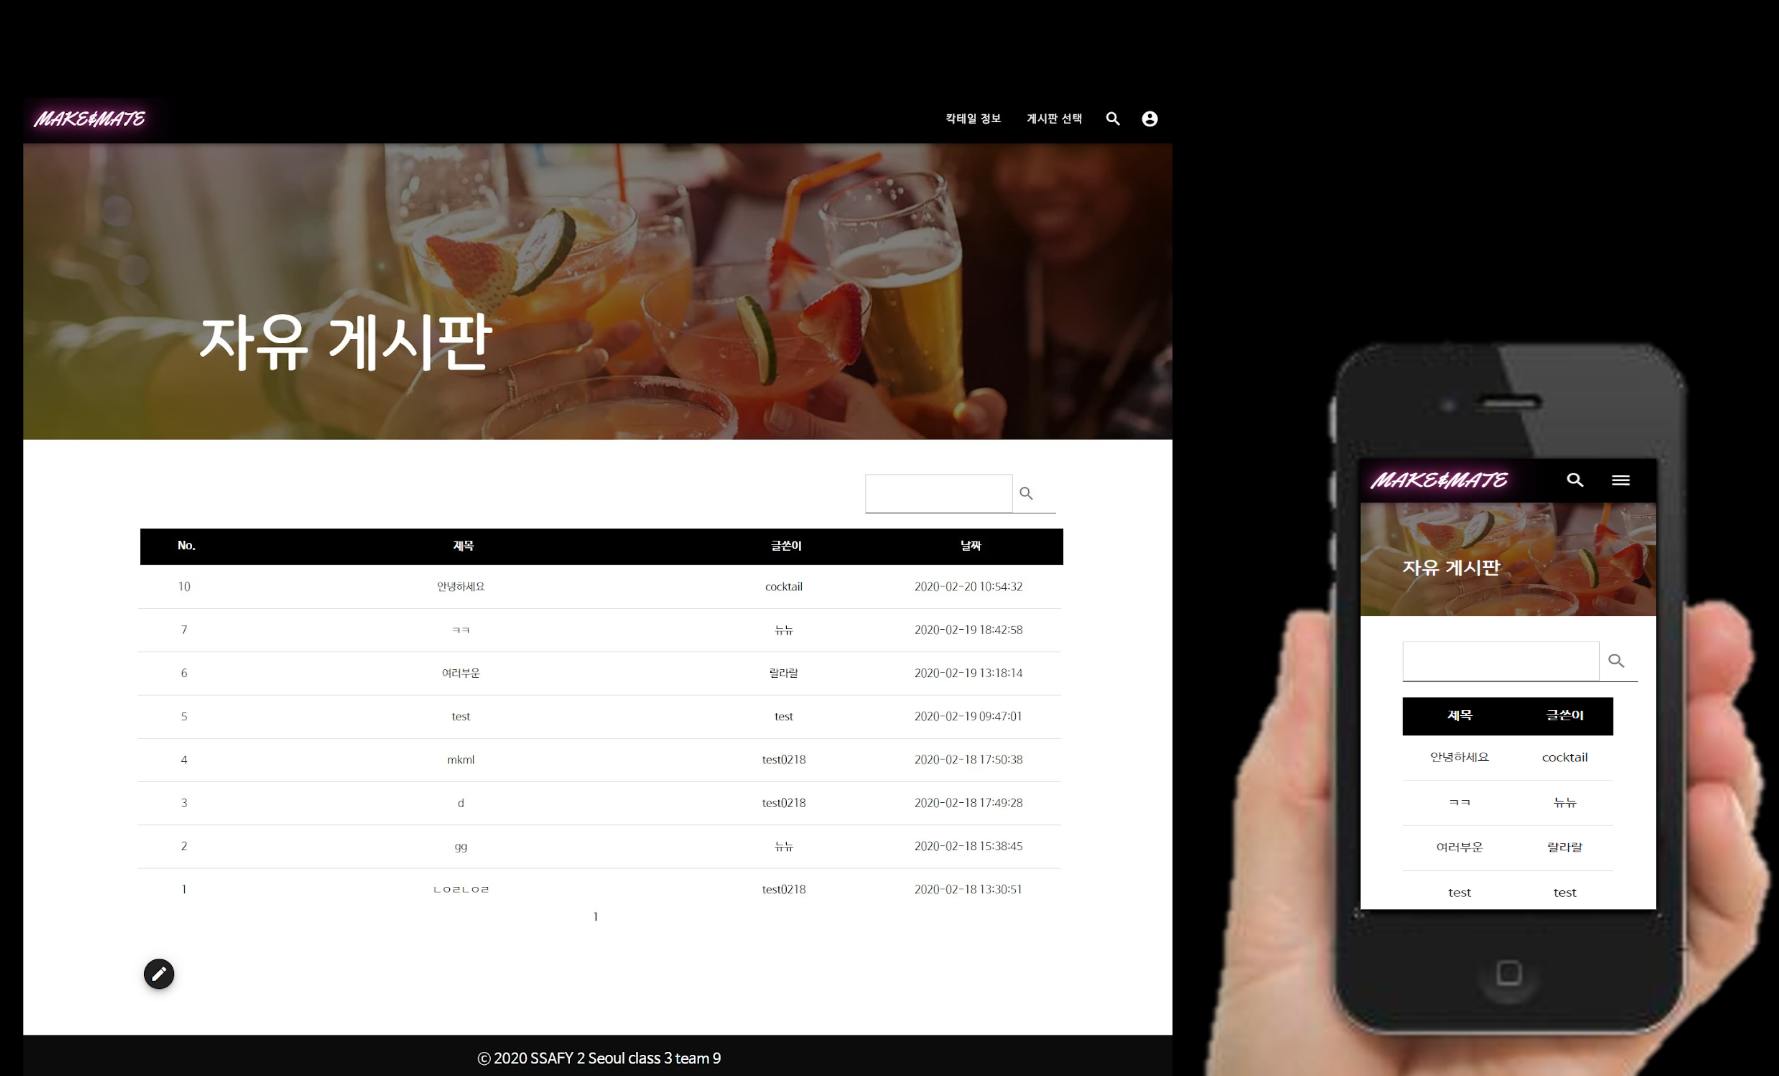 MAKE&MATE
칵테일 정보 게시판 선택
자유 게시판
No. 제목 글쓴이 날짜
10 안녕하세요 cocktail 2020-02-20 10:54:32
7 ㅋㅋ 뉴뉴 2020-02-19 18:42:58
6 여러부운 랄라랄 2020-02-19 13:18:14
5 test test 2020-02-19 09:47:01
4 mkml test0218 2020-02-18 17:50:38
3 d test0218 2020-02-18 17:49:28
2 gg 뉴뉴 2020-02-18 15:38:45
1 ㄴㅇㄹㄴㅇㄹ test0218 2020-02-18 13:30:51
1
© 2020 SSAFY 2 Seoul class 3 team 9
MAKE&MATE
자유 게시판
제목 글쓴이
안녕하세요 cocktail
ㅋㅋ 뉴뉴
여러부운 랄라랄
test test